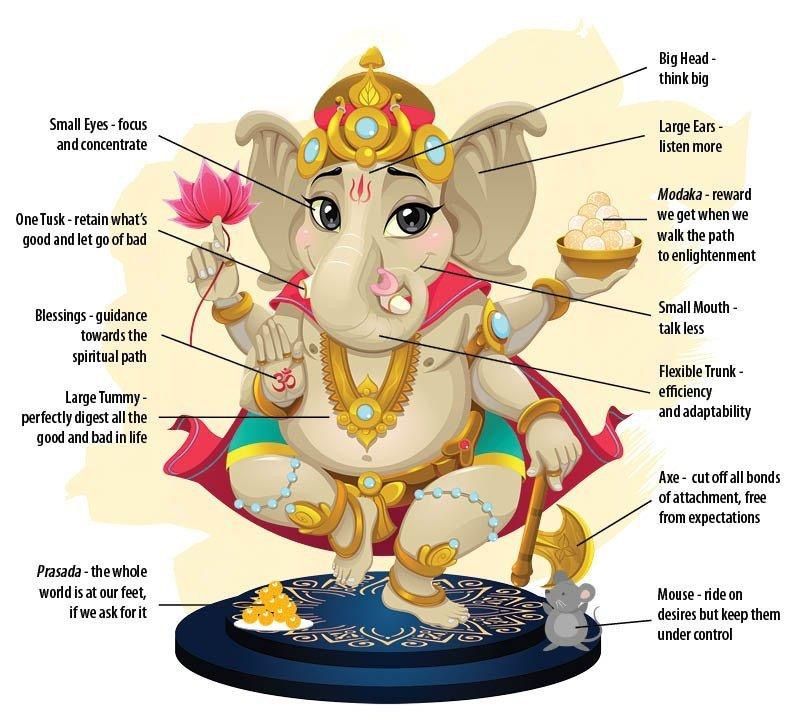 Small Eyes - focus
and concentrate
One Tusk - retain what's
good and let go of bad
Blessings - guidance
towards the
spiritual path
Large Tummy -
perfectly digest all the
good and bad in life
Prasada - the whole
world is at our feet,
if we ask for it
Big Head -
think big
Large Ears -
listen more
Modaka - reward
we get when we
walk the path
to enlightenment
Small Mouth -
talk less
Flexible Trunk -
efficiency
and adaptability
Axe - cut off all bonds
of attachment, free
from expectations
Mouse - ride on
desires but keep them
under control
ॐ